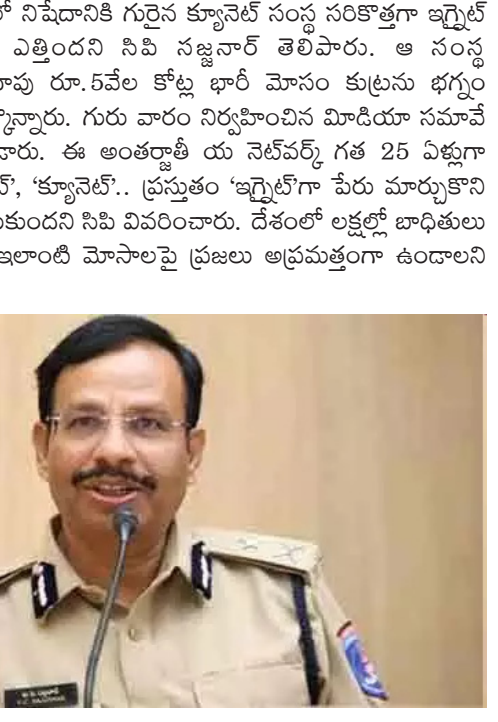 లో నిషేధానికి గురైన క్యూనెట్ సంస్థ సరికొత్తగా ఇగ్నైట్
ఎత్తిందని సిపి సజ్జనార్ తెలిపారు. ఆ సంస్థ
రూ.5వేల కోట్ల భారీ మోసం కుట్రను భగ్నం
గురు వారం నిర్వహించిన మీడియా సమావే
ఈ అంతర్జాతీ య నెట్‌వర్క్ గత 25 ఏళ్లుగా
‘క్యూనెట్’.. ప్రస్తుతం ‘ఇగ్నైట్’గా పేరు మార్చుకొని
సిపి వివరించారు. దేశంలో లక్షల్లో బాధితులు
ఇలాంటి మోసాలపై ప్రజలు అప్రమత్తంగా ఉండాలని